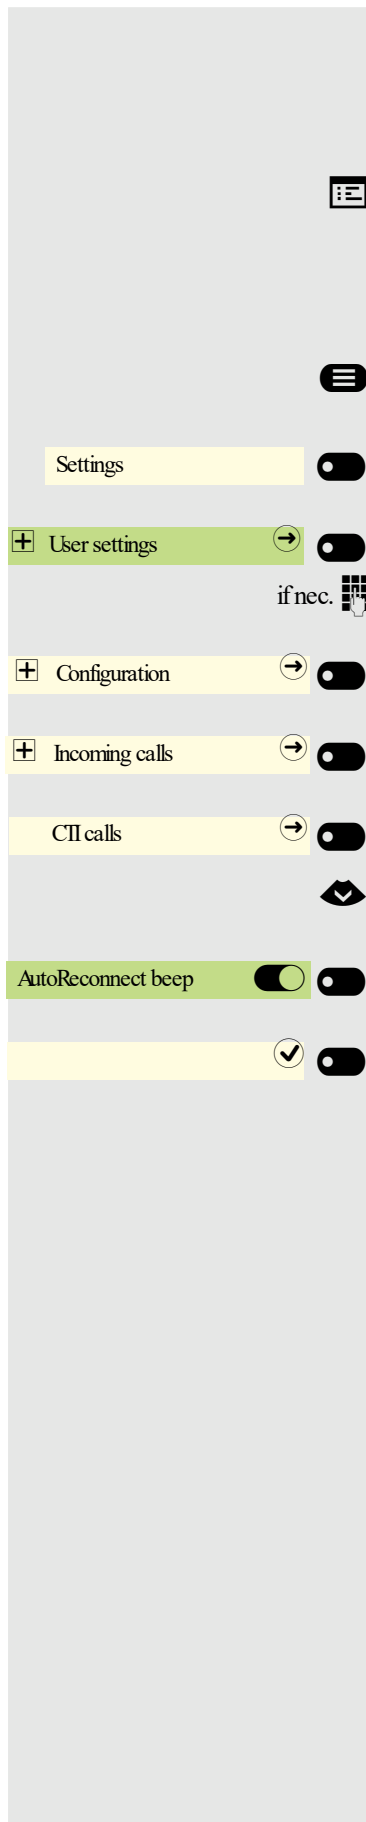 Settings
User settings
if nec.
Configuration
Incoming calls
CTI calls
AutoReconnect beep